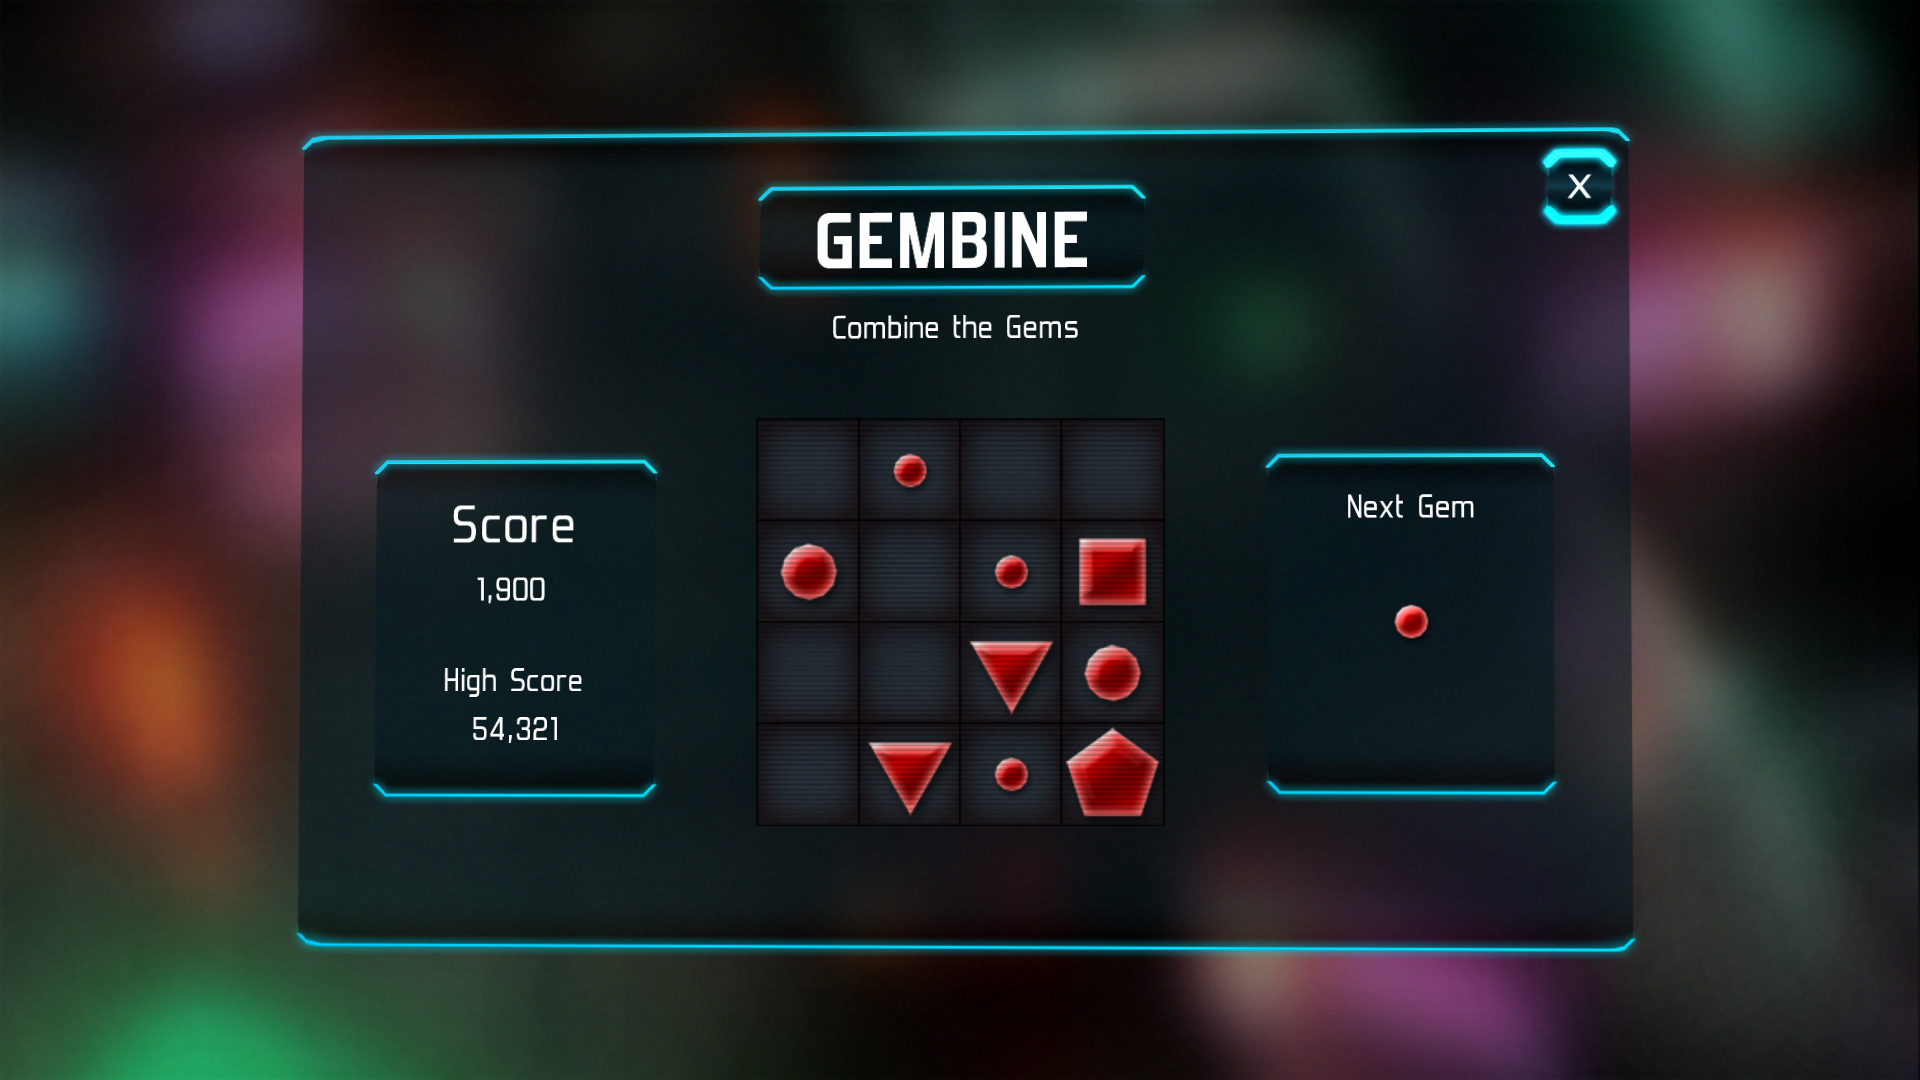 X
GEMBINE
Combine the Gems
Score
1,900
High Score
54,321
Next Gem